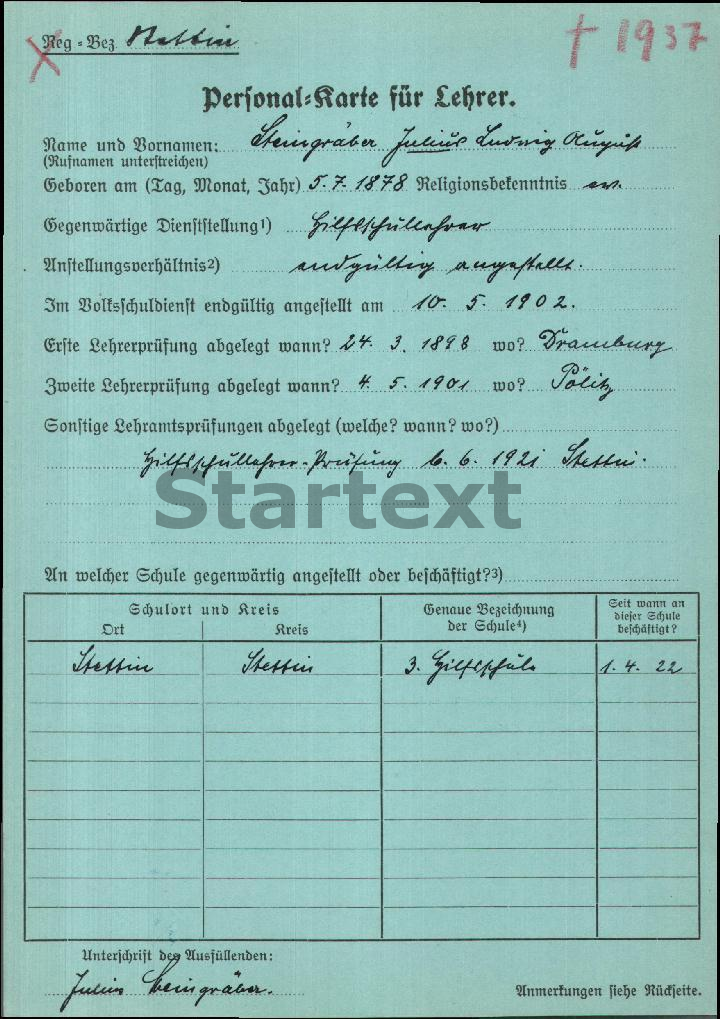 Reg-Bez. Stettin
† 1937
Personal-Karte für Lehrer.
Name und Vornamen: Steingräber Julius Ludwig August
(Rufnamen unterstreichen)
Geboren am (Tag, Monat, Jahr) 5.7.1878 Religionsbekenntnis ev.
Gegenwärtige Dienststellung1) Hilfsschullehrer
Anstellungsverhältnis2) endgültig angestellt.
Im Volksschuldienst endgültig angestellt am 10. 5. 1902.
Erste Lehrerprüfung abgelegt wann? 24. 3. 1898 wo? Dramburg
Zweite Lehrerprüfung abgelegt wann? 4. 5. 1901 wo? Pölitz
Sonstige Lehramtsprüfungen abgelegt (welche? wann? wo?)
Hilfsschullehrer-Prüfung 6. 6. 1921 Stettin.
Startext
An welcher Schule gegenwärtig angestellt oder beschäftigt?3)
Schulort und Kreis
Ort Kreis
Genaue Bezeichnung
der Schule4)
Seit wann an
dieser Schule
beschäftigt?
Stettin Stettin 3. Hilfsschule 1. 4. 22
Unterschrift des Ausfüllenden:
Julius Steingräber.
Anmerkungen siehe Rückseite.